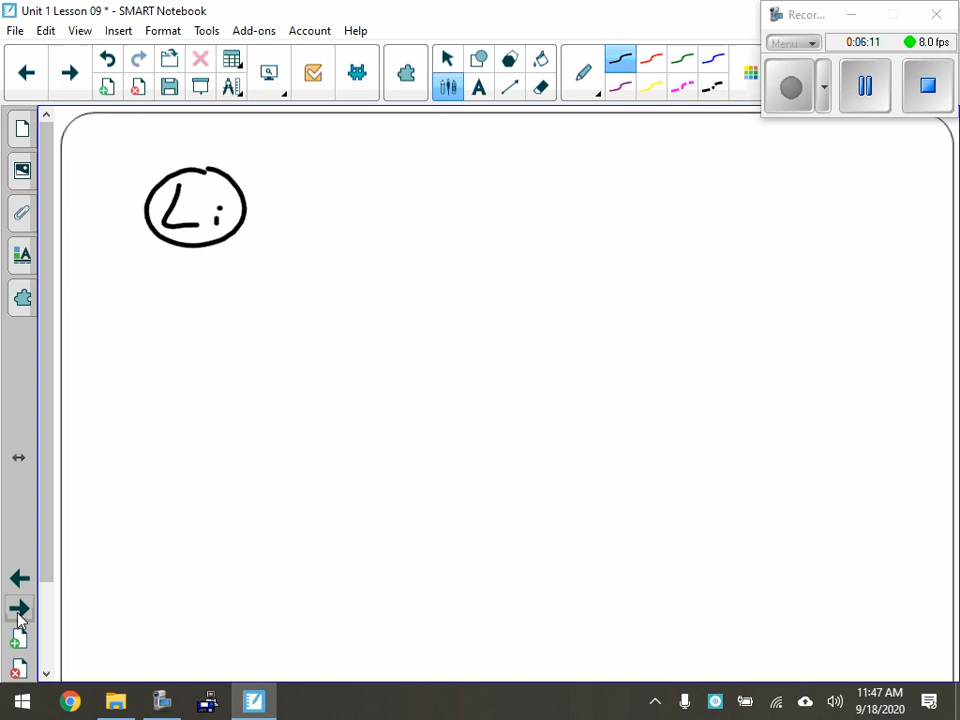 Unit 1 Lesson 09 * - SMART Notebook
Recor...
File Edit View Insert Format Tools Add-ons Account Help
Menu
0:06:11
8.0 fps
A
Li
A
11:47 AM
9/18/2020